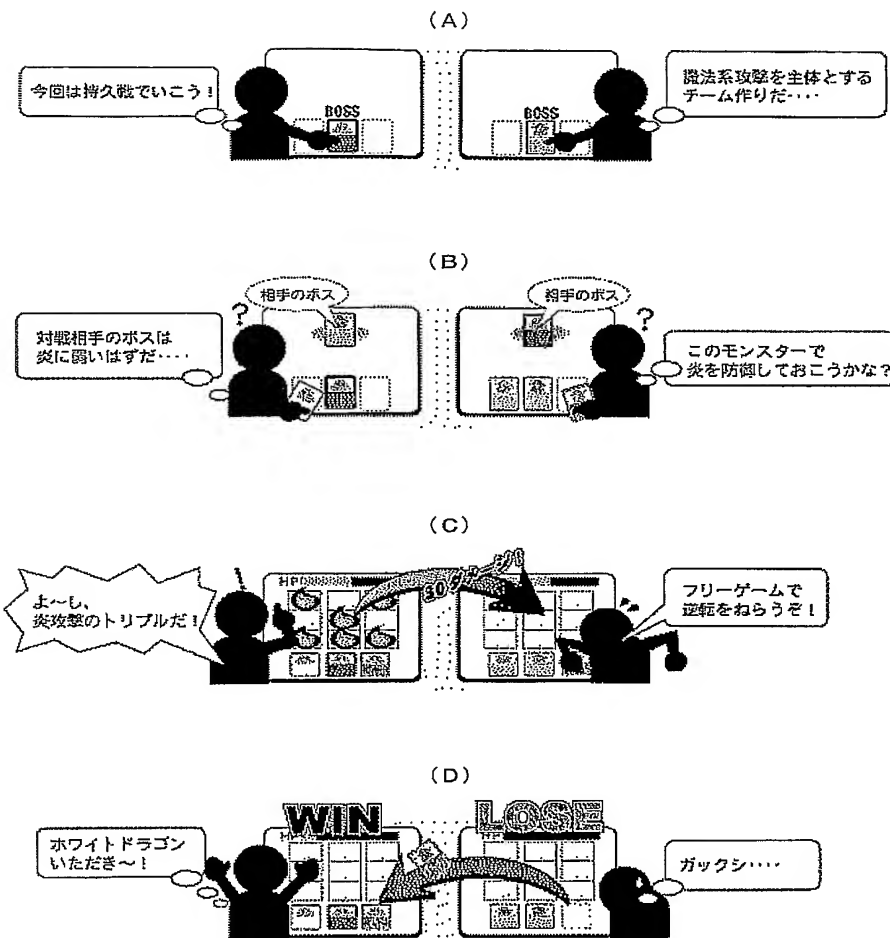 (A)
今回は持久戦でいこう!
BOSS
BOSS
魔法系攻撃を主体とする
チーム作りだ‥‥
(B)
相手のボス
相手のボス
?
?
対戦相手のボスは
炎に弱いはずだ‥‥
このモンスターで
炎を防御しておこうかな?
(C)
HP
30ダメージ!!
よ〜し、
炎攻撃のトリプルだ!
フリーゲームで
逆転をねらうぞ!
(D)
WIN
LOSE
HP
HP
ホワイトドラゴン
いただき〜!
ガックシ‥‥